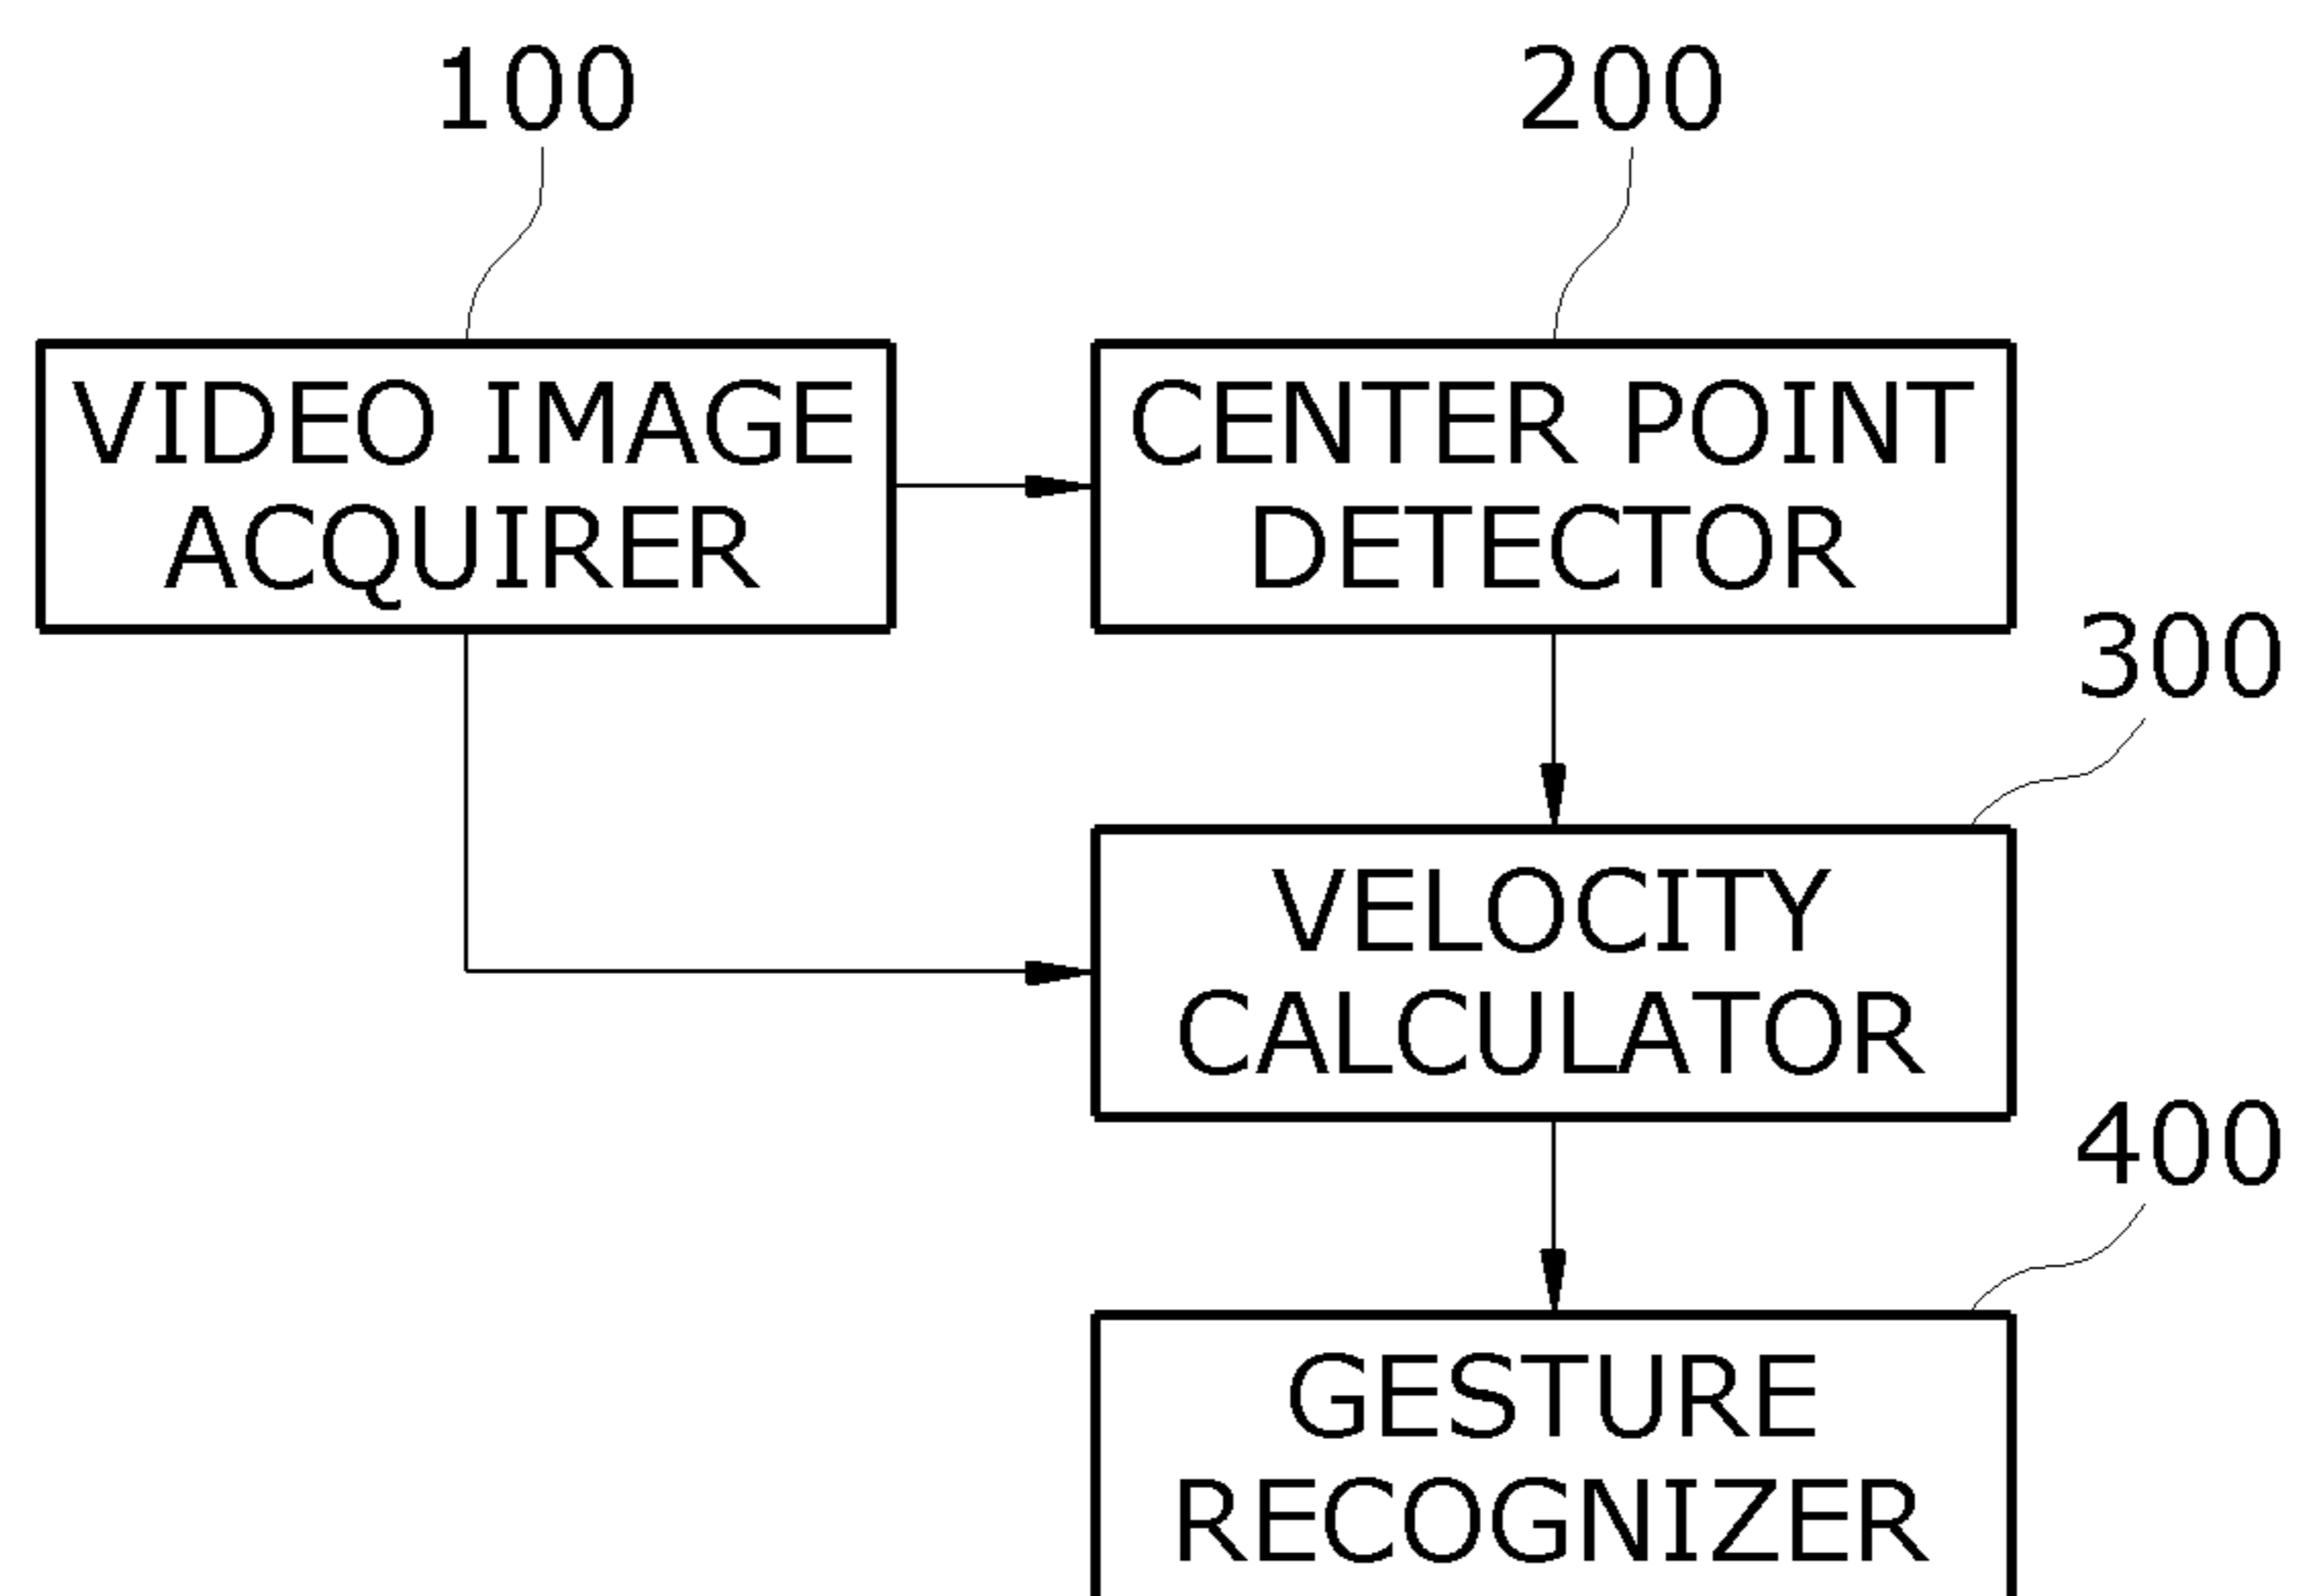 100
200
VIDEO IMAGE
ACQUIRER
CENTER POINT
DETECTOR
300
VELOCITY
CALCULATOR
400
GESTURE
RECOGNIZER